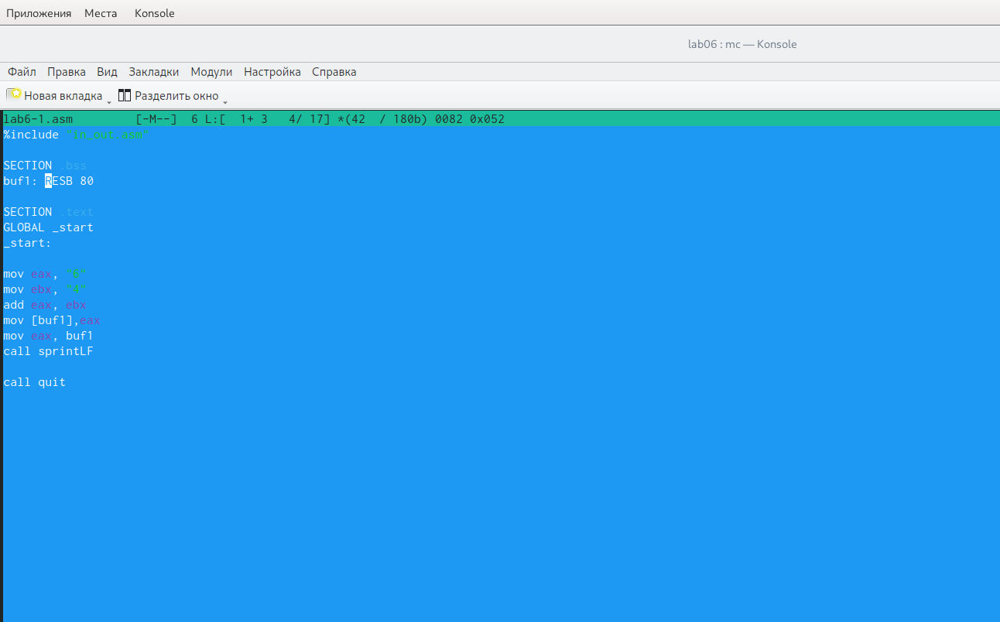 Приложения Места Konsole
lab06 : mc — Konsole
Файл Правка Вид Закладки Модули Настройка Справка
Новая вкладка Разделить окно
lab6-1.asm [-M--] 6 L:[ 1+ 3 4/ 17] *(42 / 180b) 0082 0x052
%include "in_out.asm"
SECTION .bss
buf1: RESB 80
SECTION .text
GLOBAL _start
_start:
mov eax, "6"
mov ebx, "4"
add eax, ebx
mov [buf1],eax
mov eax, buf1
call sprintLF
call quit